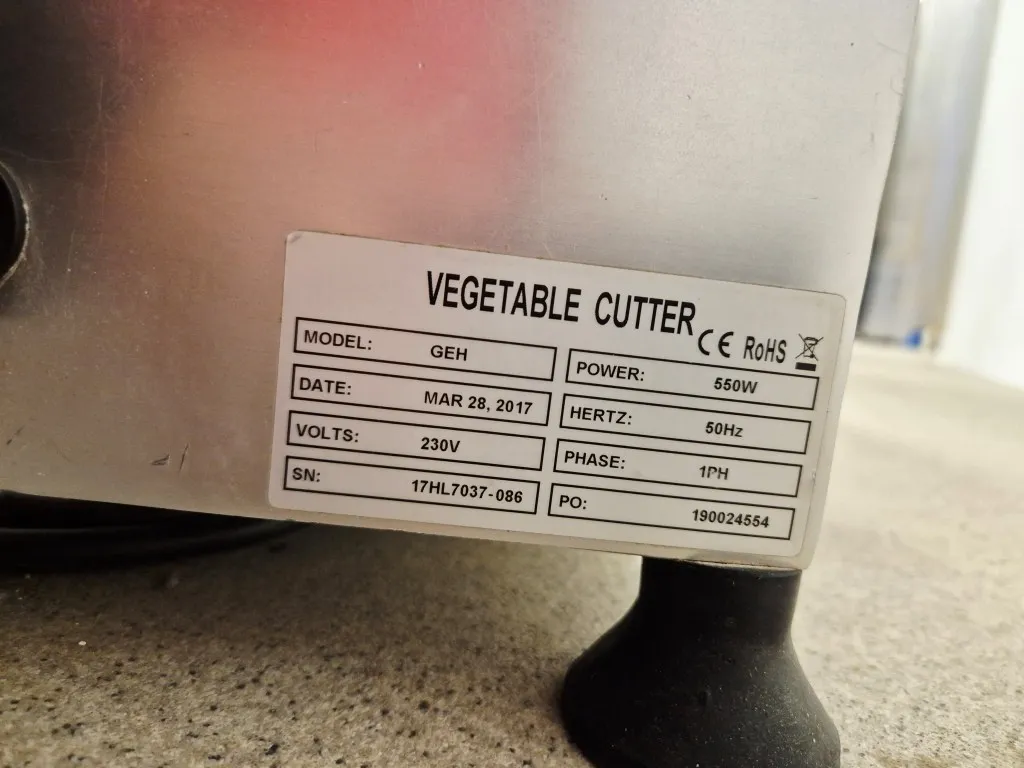 VEGETABLE CUTTER
CE RoHS
MODEL: GEH
POWER: 550W
DATE: MAR 28, 2017
HERTZ: 50Hz
VOLTS: 230V
PHASE: 1PH
SN: 17HL7037-086
PO: 190024554